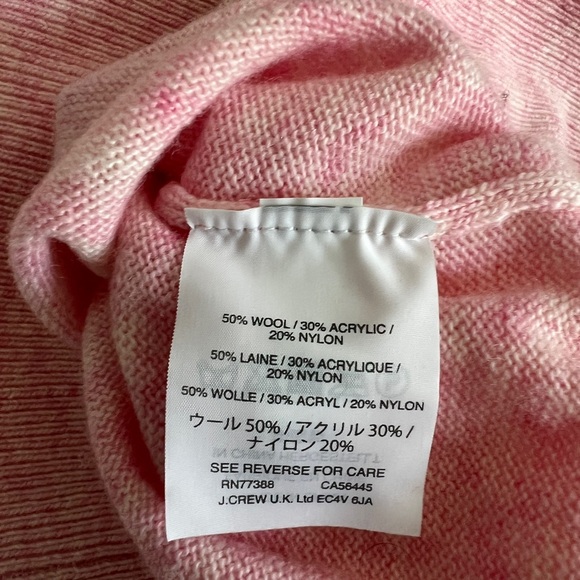 50% WOOL / 30% ACRYLIC /
20% NYLON
50% LAINE / 30% ACRYLIQUE /
20% NYLON
50% WOLLE / 30% ACRYL / 20% NYLON
ウール 50% / アクリル 30% /
ナイロン 20%
SEE REVERSE FOR CARE
RN77388 CA56445
J.CREW U.K. Ltd EC4V 6JA